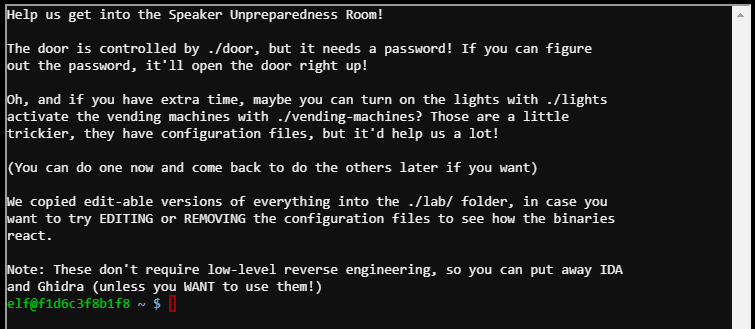 Help us get into the Speaker Unpreparedness Room!
The door is controlled by ./door, but it needs a password! If you can figure
out the password, it'll open the door right up!
Oh, and if you have extra time, maybe you can turn on the lights with ./lights
activate the vending machines with ./vending-machines? Those are a little
trickier, they have configuration files, but it'd help us a lot!
(You can do one now and come back to do the others later if you want)
We copied edit-able versions of everything into the ./lab/ folder, in case you
want to try EDITING or REMOVING the configuration files to see how the binaries
react.
Note: These don't require low-level reverse engineering, so you can put away IDA
and Ghidra (unless you WANT to use them!)
elf@f1d6c3f8b1f8 ~ $